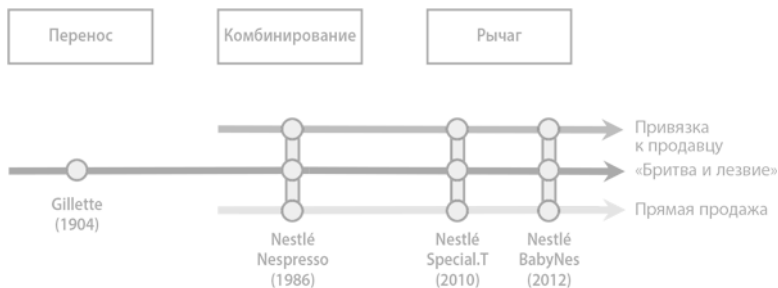 Перенос
Комбинирование
Рычаг
Привязка
к продавцу
«Бритва и лезвие»
Прямая продажа
Gillette
(1904)
Nestlé
Nespresso
(1986)
Nestlé
Special.T
(2010)
Nestlé
BabyNes
(2012)